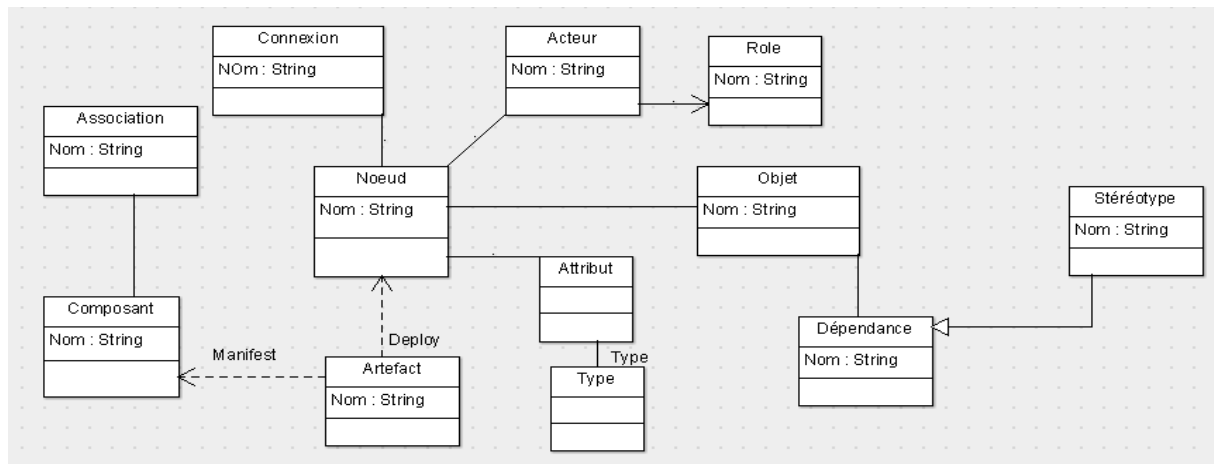 Connexion
NOm : String
Acteur
Nom : String
Role
Nom : String
Association
Nom : String
Noeud
Nom : String
Objet
Nom : String
Stéréotype
Nom : String
Attribut
Composant
Nom : String
Dépendance
Nom : String
Manifest
Deploy
Artefact
Nom : String
Type
Type